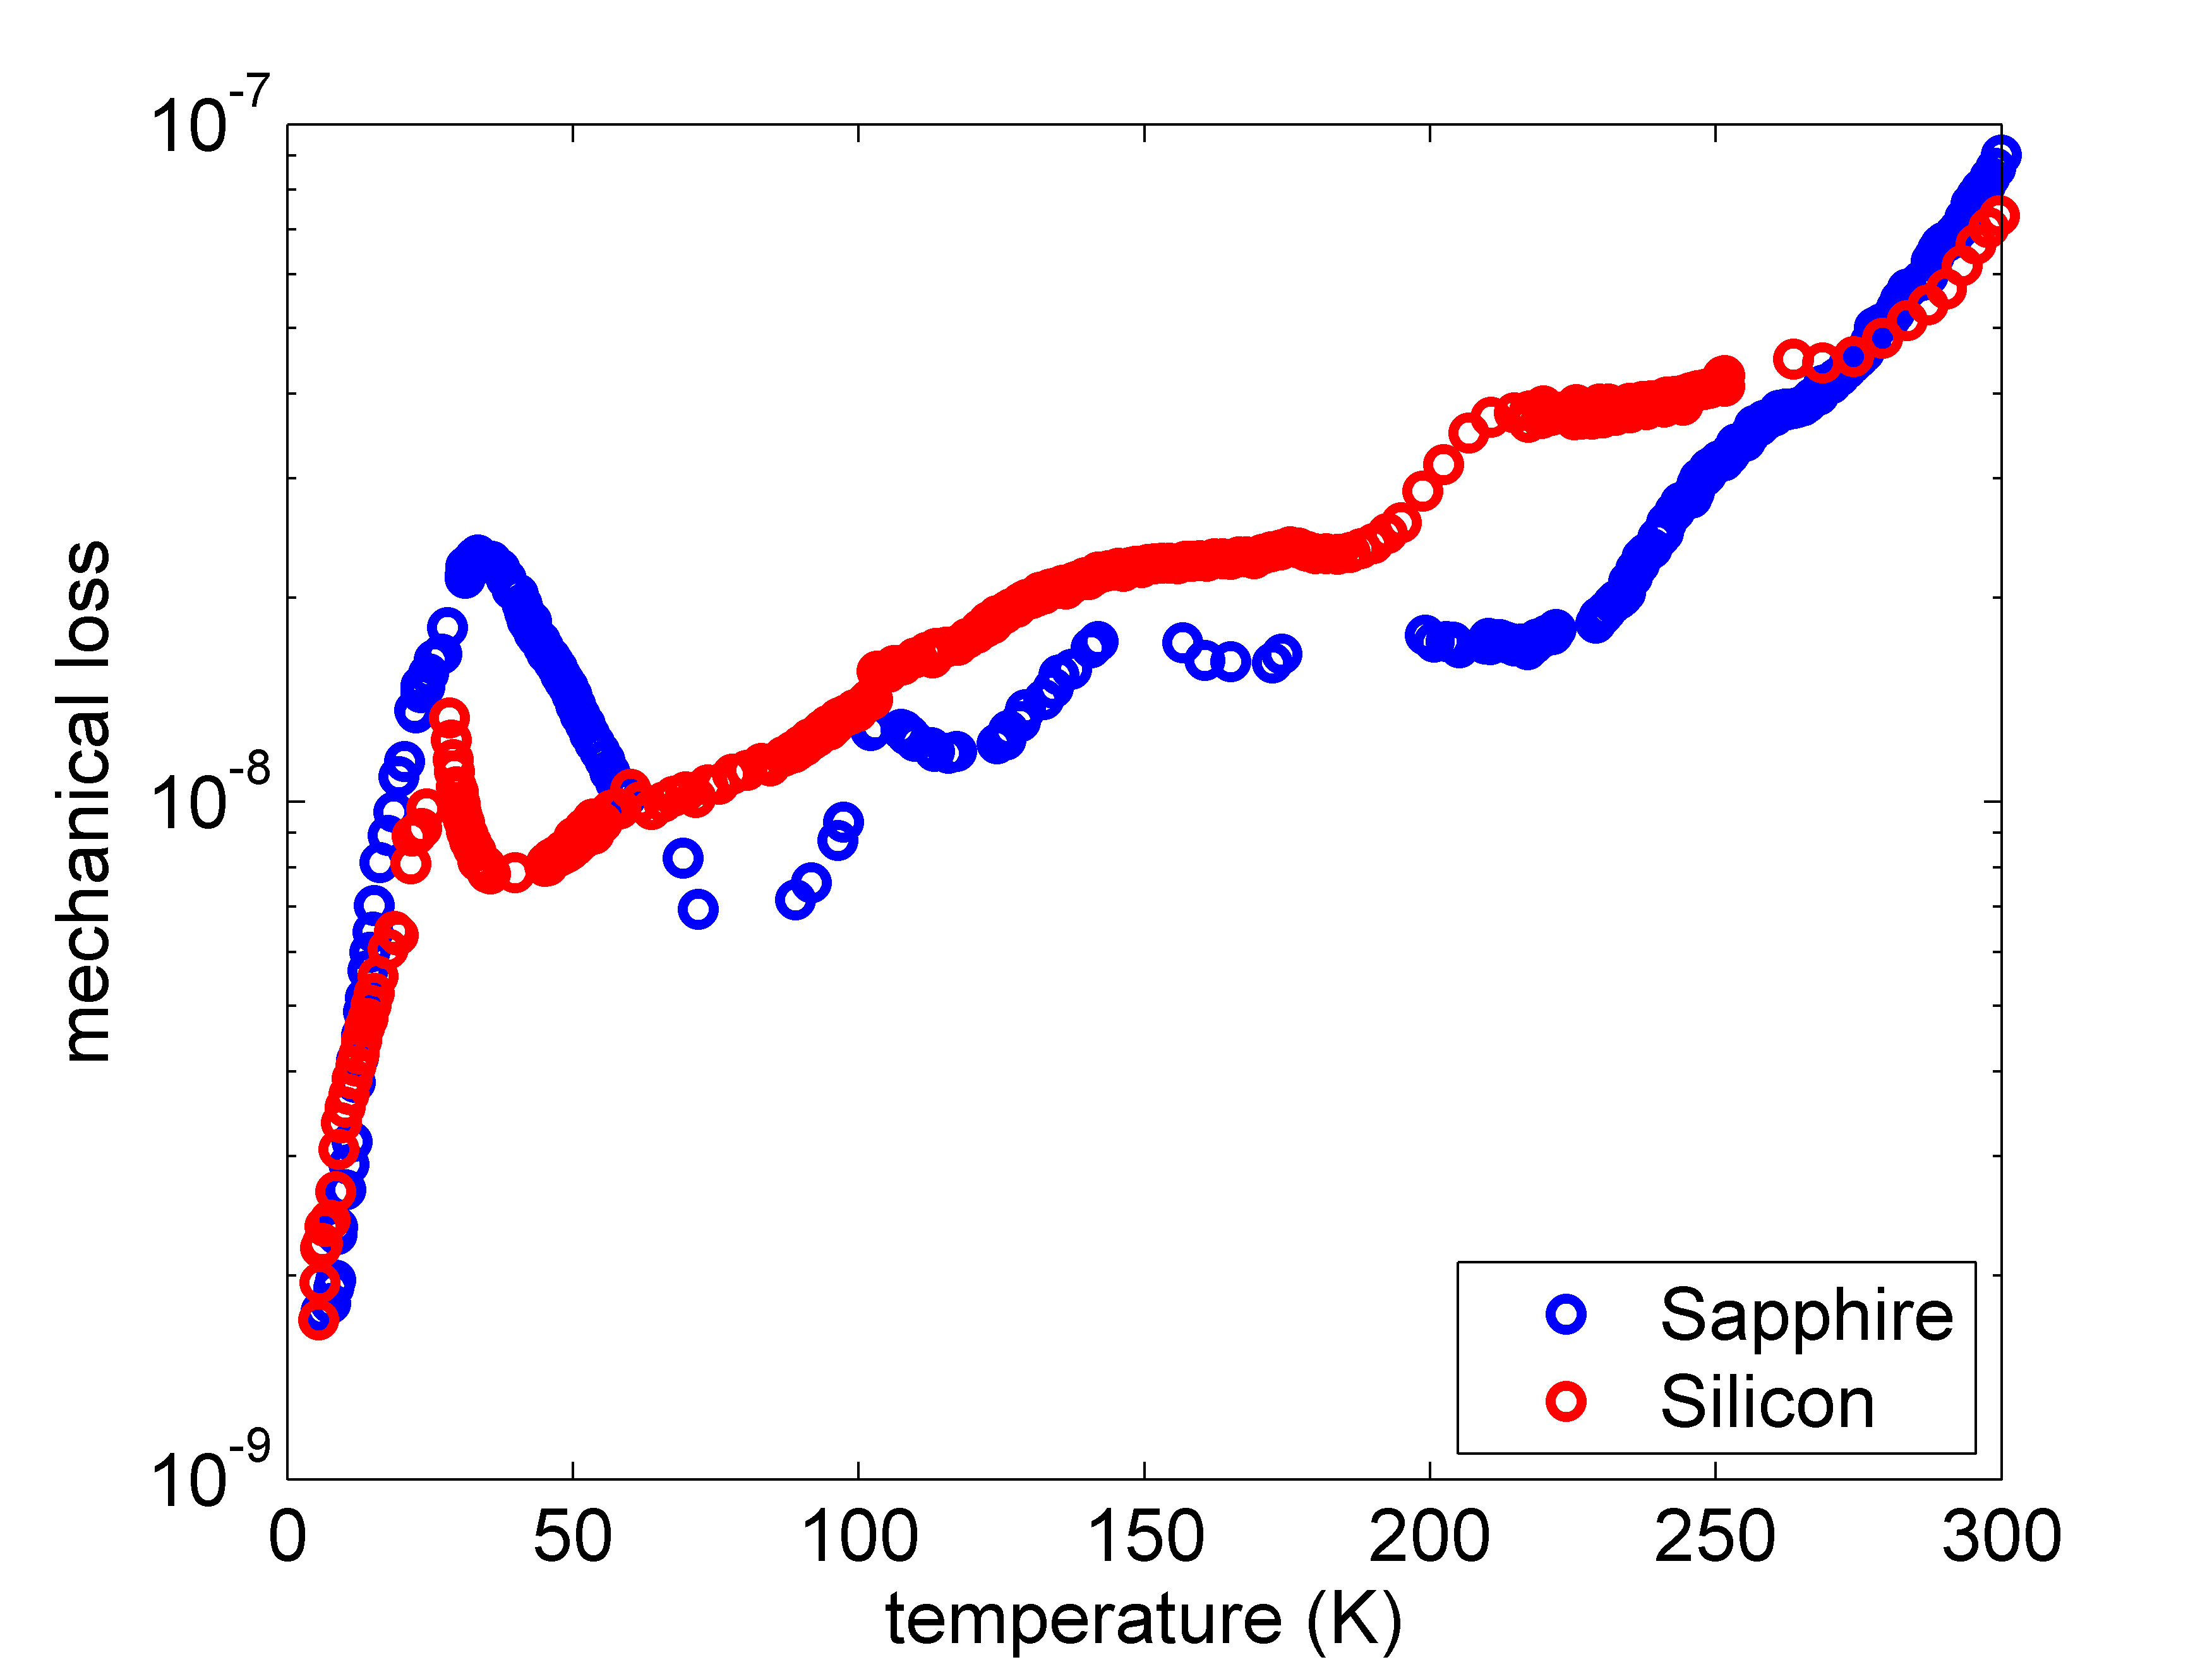 10^-7
10^-8
10^-9
mechanical loss
0 50 100 150 200 250 300
temperature (K)
Sapphire
Silicon